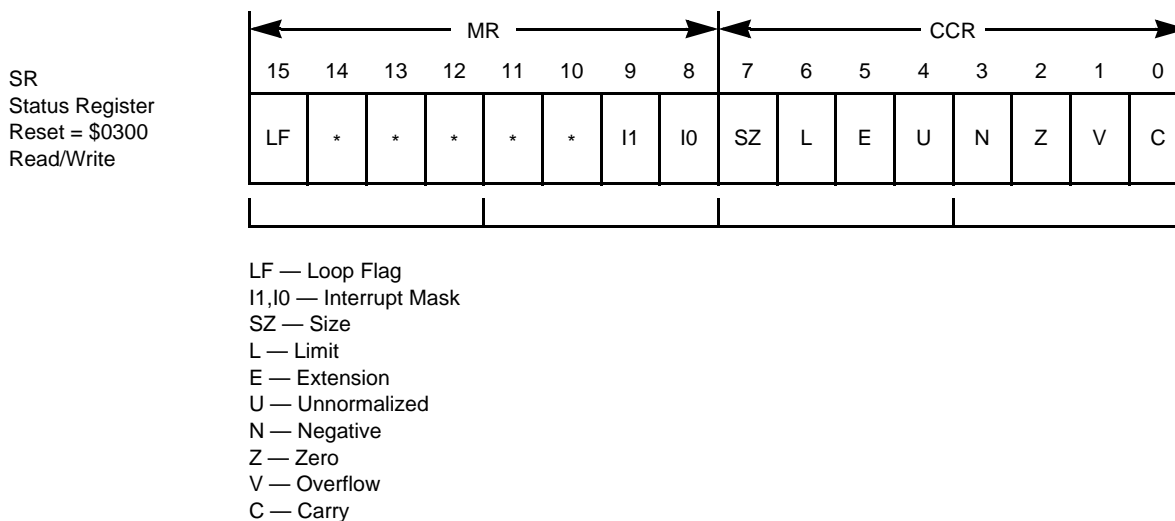 MR CCR
SR
Status Register
Reset = $0300
Read/Write
15 14 13 12 11 10 9 8 7 6 5 4 3 2 1 0
LF * * * * * I1 I0 SZ L E U N Z V C
LF — Loop Flag
I1,I0 — Interrupt Mask
SZ — Size
L — Limit
E — Extension
U — Unnormalized
N — Negative
Z — Zero
V — Overflow
C — Carry